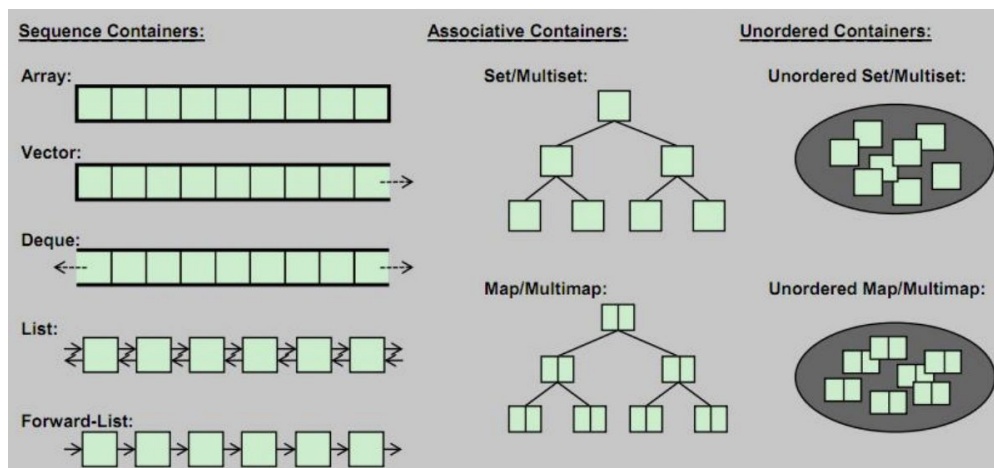 Sequence Containers:
Array:
Vector:
Deque:
List:
Forward-List:
Associative Containers:
Set/Multiset:
Map/Multimap:
Unordered Containers:
Unordered Set/Multiset:
Unordered Map/Multimap: